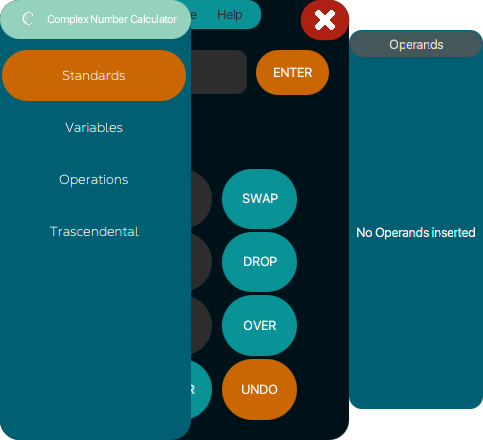 Complex Number Calculator
Help
Operands
Standards
ENTER
Variables
Operations
SWAP
Trascendental
No Operands inserted
DROP
OVER
UNDO